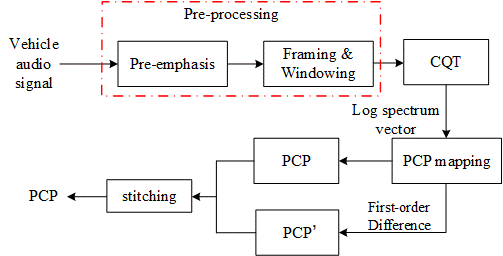 Pre-processing
Vehicle
audio
signal
Pre-emphasis
Framing &
Windowing
CQT
Log spectrum
vector
PCP mapping
PCP
First-order
Difference
PCP’
stitching
PCP